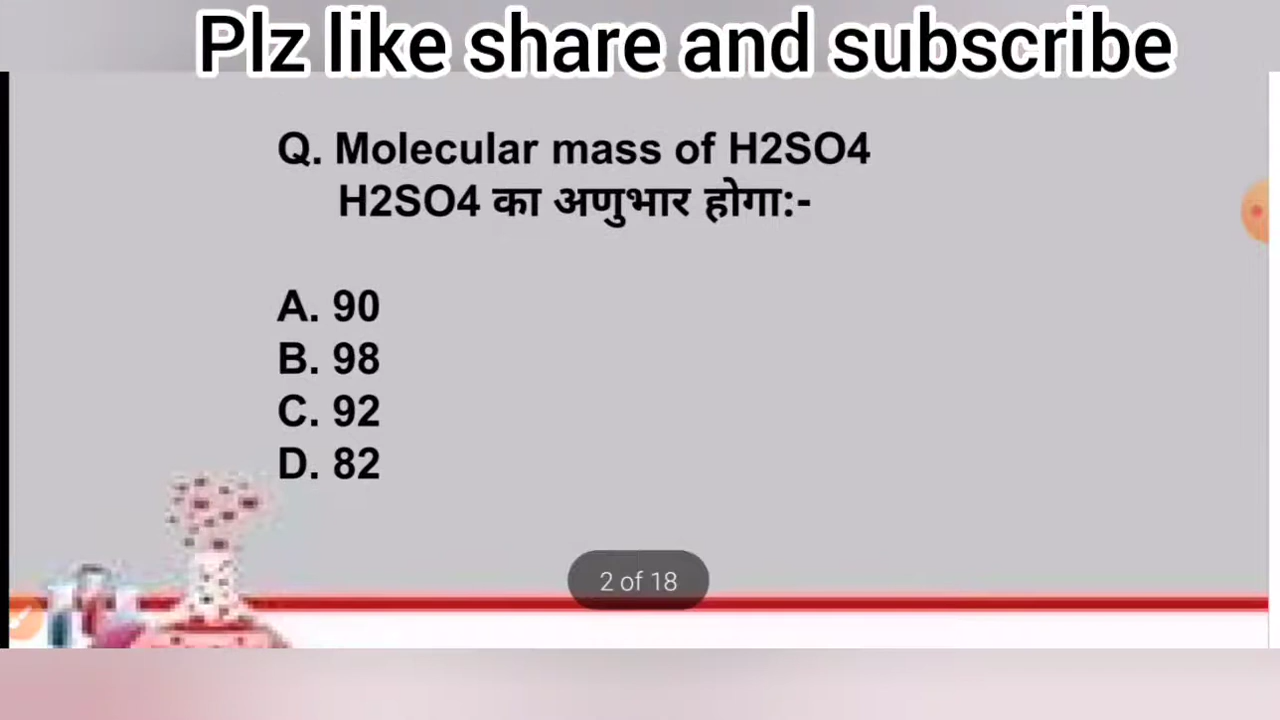 Plz like share and subscribe
Q. Molecular mass of H2SO4
H2SO4 का अणुभार होगा:-
A. 90
B. 98
C. 92
D. 82
2 of 18